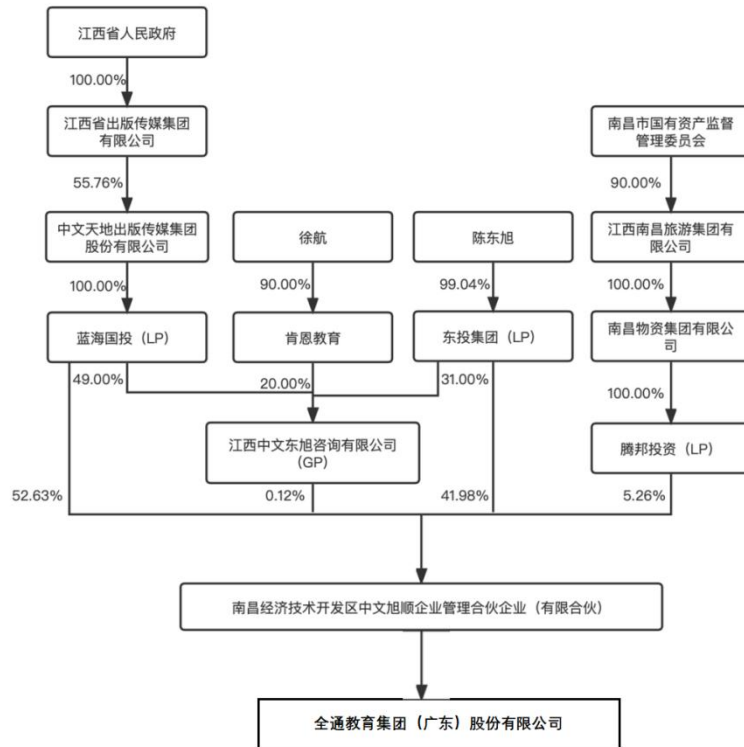 江西省人民政府
100.00%
江西省出版传媒集团
有限公司
南昌市国有资产监督
管理委员会
55.76%
90.00%
中文天地出版传媒集团
股份有限公司
徐航
陈东旭
江西南昌旅游集团有
限公司
100.00%
90.00%
99.04%
100.00%
蓝海国投（LP）
肯恩教育
东投集团（LP）
南昌物资集团有限公
司
49.00%
20.00%
31.00%
100.00%
江西中文东旭咨询有限公司
(GP)
腾邦投资（LP）
52.63%
0.12%
41.98%
5.26%
南昌经济技术开发区中文旭顺企业管理合伙企业（有限合伙）
全通教育集团（广东）股份有限公司